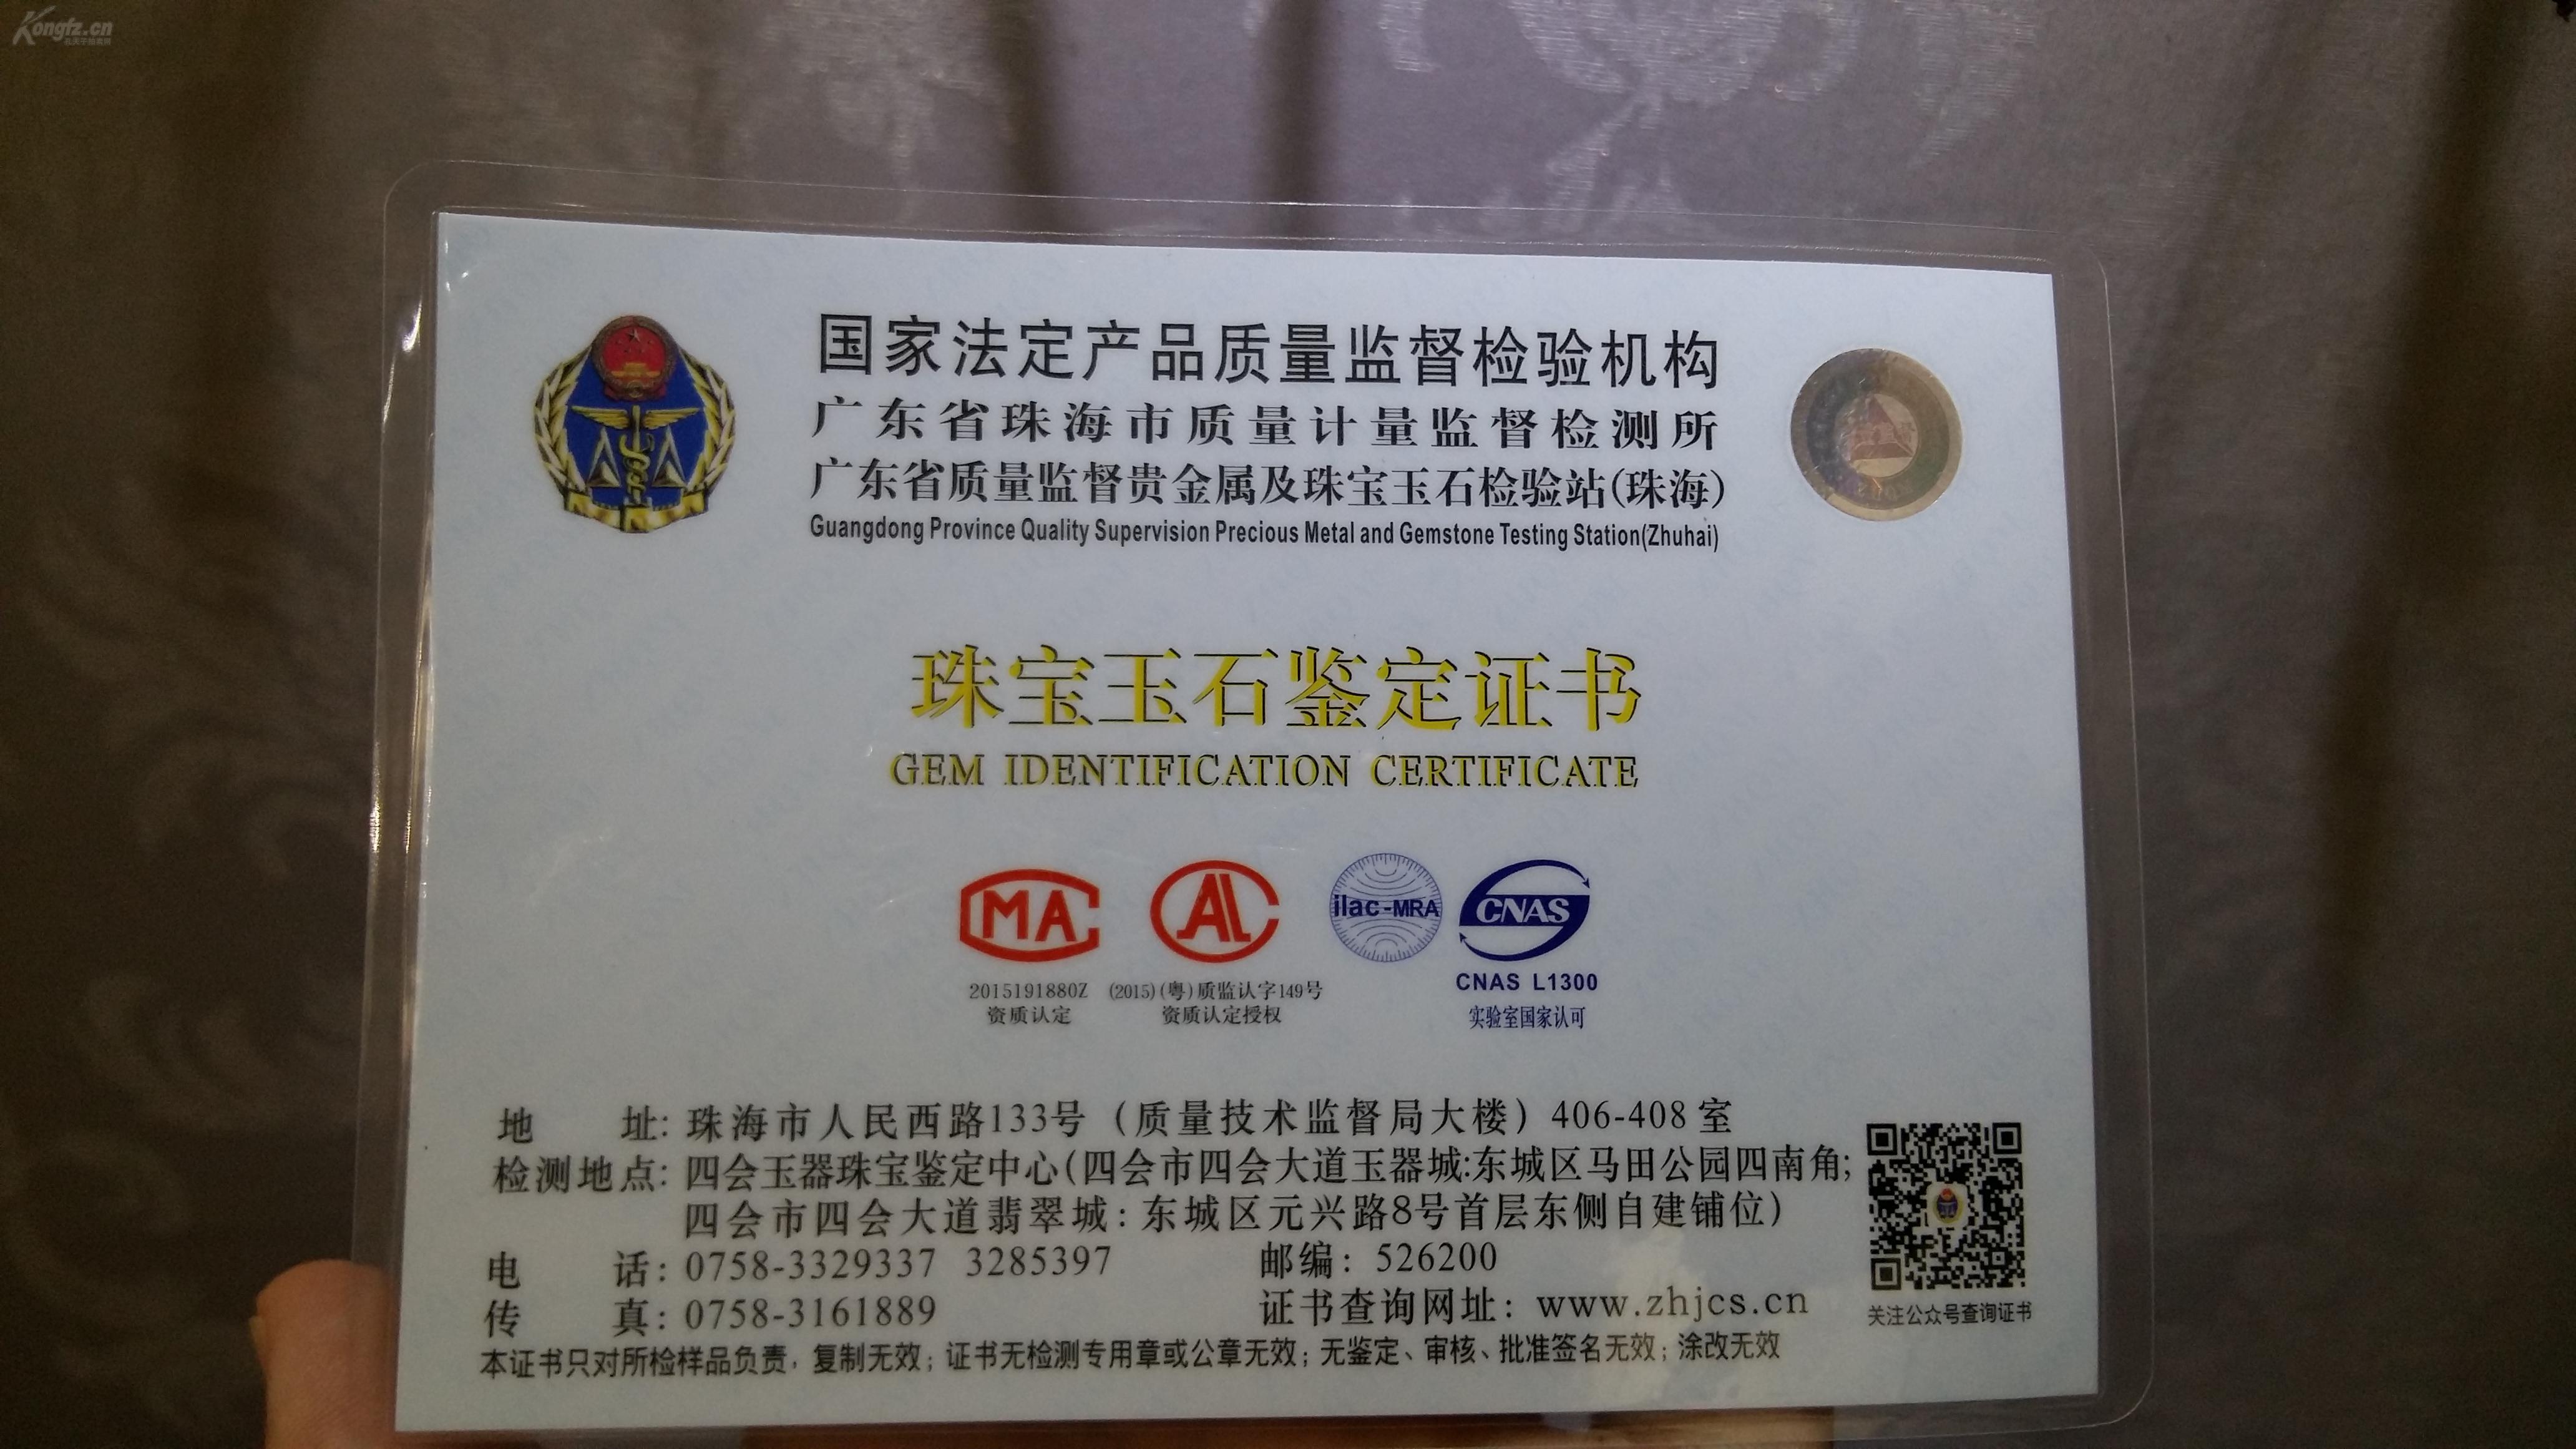 Kongfz.cn
国家法定产品质量监督检验机构
广东省珠海市质量计量监督检测所
广东省质量监督贵金属及珠宝玉石检验站(珠海)
Guangdong Province Quality Supervision Precious Metal and Gemstone Testing Station(Zhuhai)
珠宝玉石鉴定证书
GEM IDENTIFICATION CERTIFICATE
MA AL ilac-MRA CNAS
2015191880Z (2015)(粤)质监认字149号 CNAS L1300
资质认定 资质认定授权 实验室国家认可
地 址: 珠海市人民西路133号（质量技术监督局大楼）406-408室
检测地点: 四会玉器珠宝鉴定中心(四会市四会大道玉器城:东城区马田公园四南角;
四会市四会大道翡翠城: 东城区元兴路8号首层东侧自建铺位)
电 话: 0758-3329337 3285397 邮编: 526200
传 真: 0758-3161889 证书查询网址: www.zhjcs.cn
关注公众号查询证书
本证书只对所检样品负责, 复制无效; 证书无检测专用章或公章无效; 无鉴定、审核、批准签名无效; 涂改无效